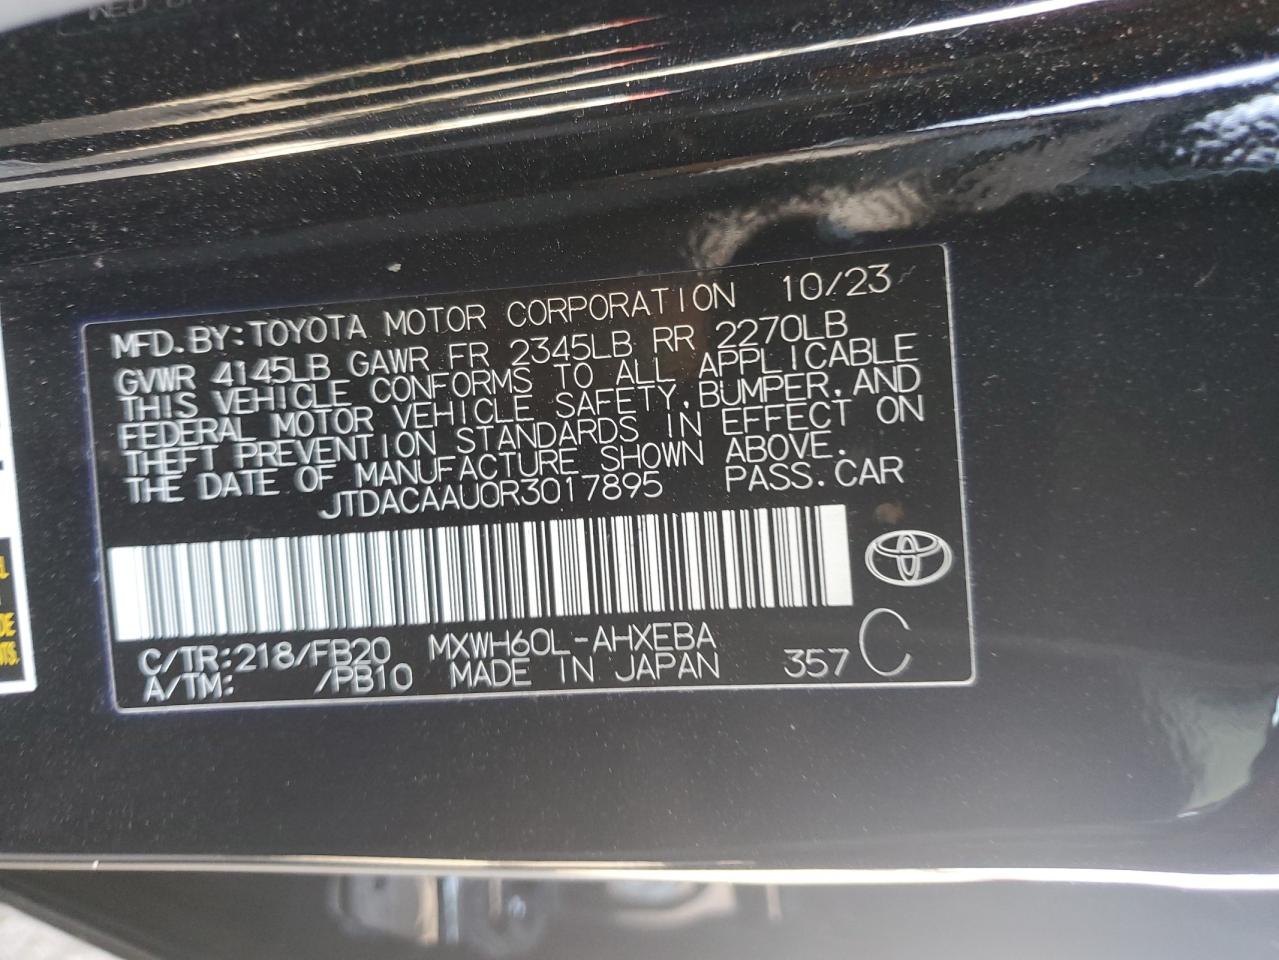 MFD.BY:TOYOTA MOTOR CORPORATION 10/23
GVWR 4145LB GAWR FR 2345LB RR 2270LB
THIS VEHICLE CONFORMS TO ALL APPLICABLE
FEDERAL MOTOR VEHICLE SAFETY,BUMPER,AND
THEFT PREVENTION STANDARDS IN EFFECT ON
THE DATE OF MANUFACTURE SHOWN ABOVE.
JTDACAAU0R3017895 PASS.CAR
C/TR:218/FB20 MXWH60L-AHXEBA
A/TM: /PB10 MADE IN JAPAN 357 C